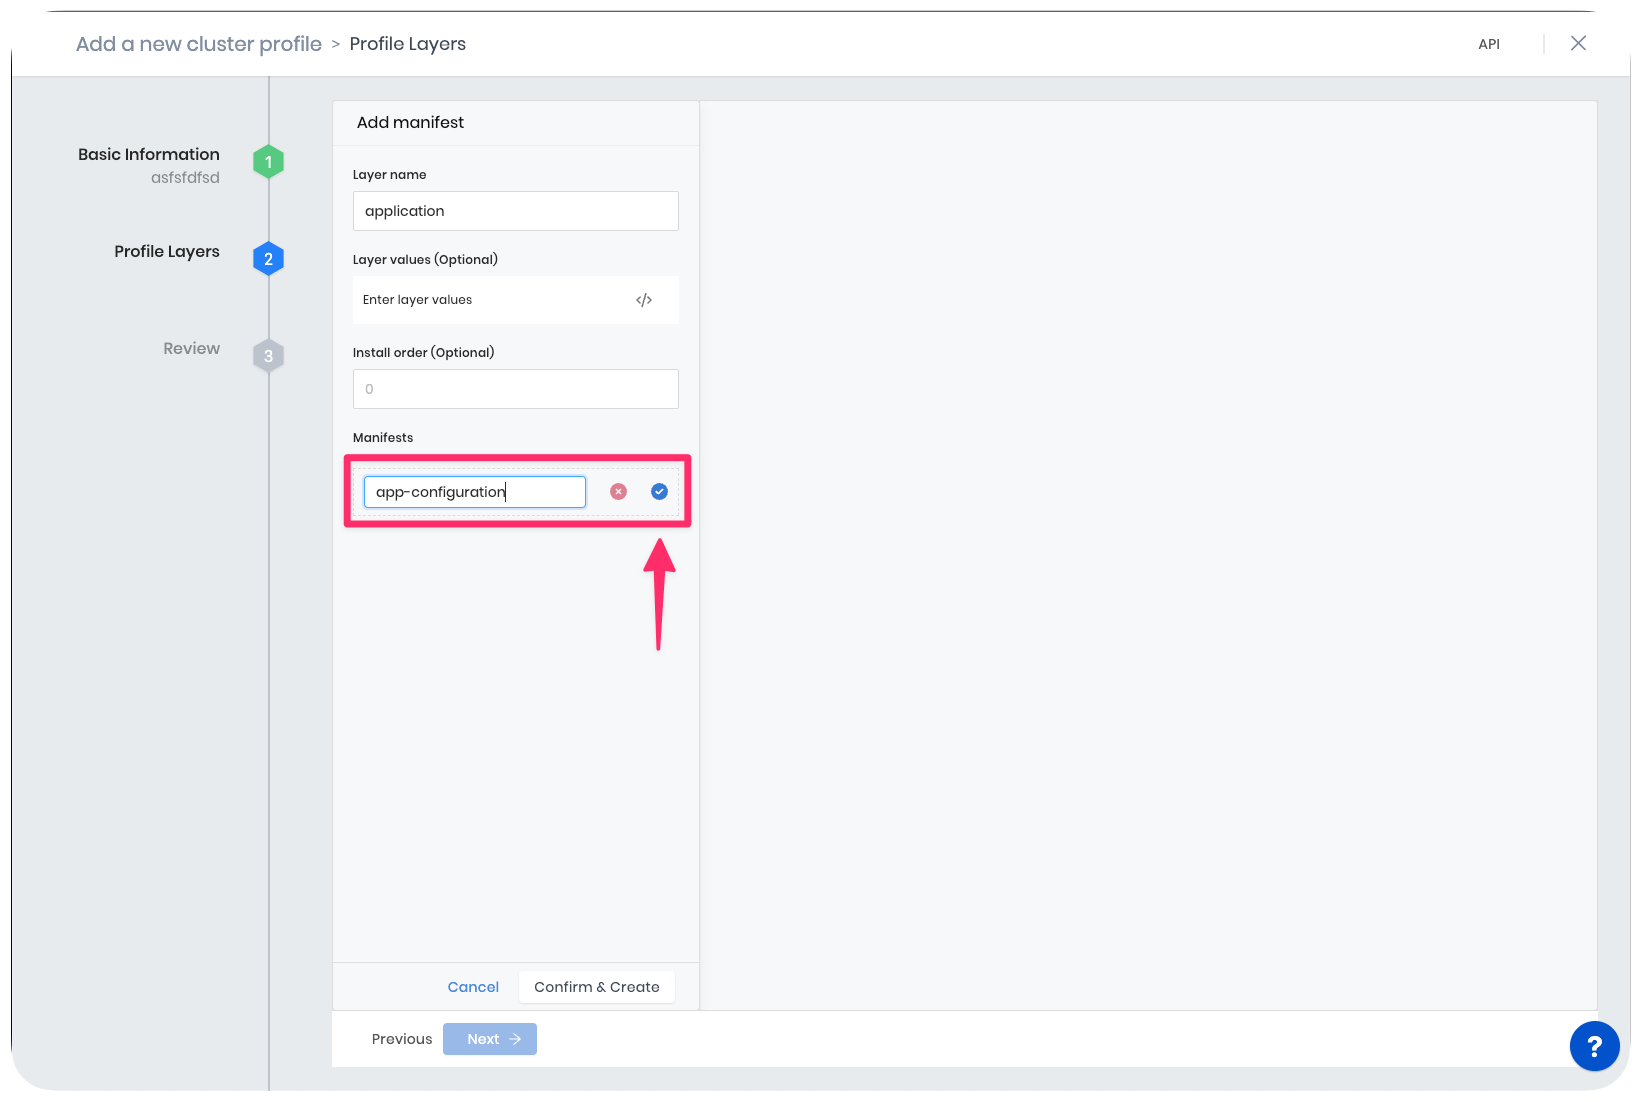 Add a new cluster profile > Profile Layers
API
Basic Information
asfsfdfsd
1
Profile Layers
2
Review
3
Add manifest
Layer name
application
Layer values (Optional)
Enter layer values </>
Install order (Optional)
0
Manifests
app-configuration
Cancel
Confirm & Create
Previous
Next →
?